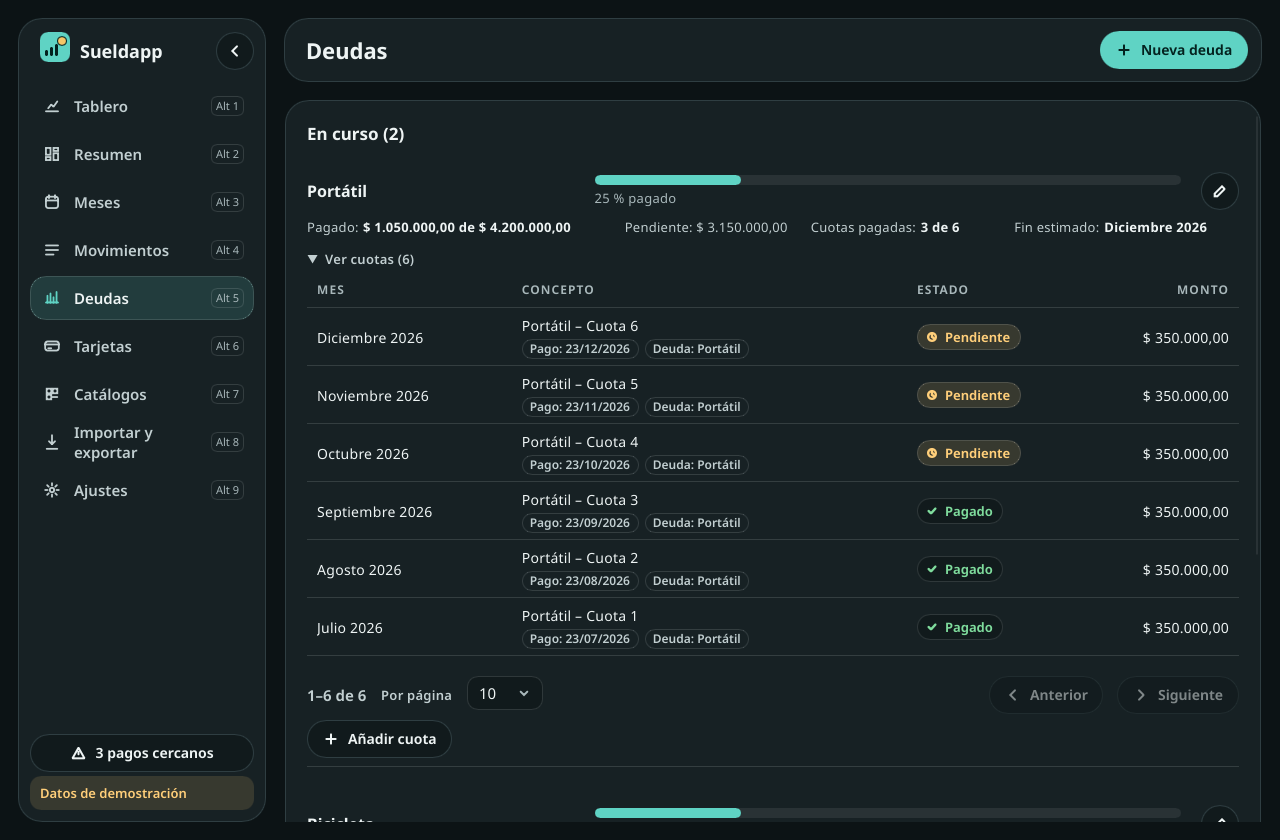 Sueldapp
Tablero Alt 1
Resumen Alt 2
Meses Alt 3
Movimientos Alt 4
Deudas Alt 5
Tarjetas Alt 6
Catálogos Alt 7
Importar y exportar Alt 8
Ajustes Alt 9
3 pagos cercanos
Datos de demostración
Deudas
Nueva deuda
En curso (2)
Portátil
25 % pagado
Pagado: $ 1.050.000,00 de $ 4.200.000,00 Pendiente: $ 3.150.000,00 Cuotas pagadas: 3 de 6 Fin estimado: Diciembre 2026
Ver cuotas (6)
MES CONCEPTO ESTADO MONTO
Diciembre 2026 Portátil – Cuota 6 Pendiente $ 350.000,00
Pago: 23/12/2026 Deuda: Portátil
Noviembre 2026 Portátil – Cuota 5 Pendiente $ 350.000,00
Pago: 23/11/2026 Deuda: Portátil
Octubre 2026 Portátil – Cuota 4 Pendiente $ 350.000,00
Pago: 23/10/2026 Deuda: Portátil
Septiembre 2026 Portátil – Cuota 3 Pagado $ 350.000,00
Pago: 23/09/2026 Deuda: Portátil
Agosto 2026 Portátil – Cuota 2 Pagado $ 350.000,00
Pago: 23/08/2026 Deuda: Portátil
Julio 2026 Portátil – Cuota 1 Pagado $ 350.000,00
Pago: 23/07/2026 Deuda: Portátil
1–6 de 6 Por página 10 Anterior Siguiente
Añadir cuota